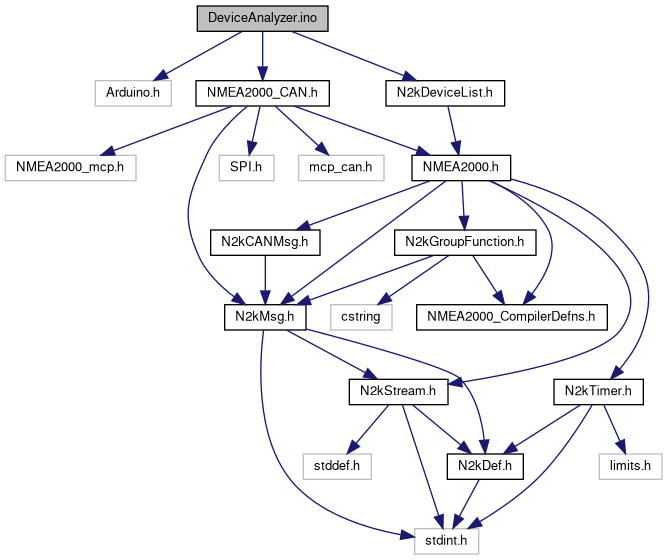 DeviceAnalyzer.ino
Arduino.h
NMEA2000_CAN.h
N2kDeviceList.h
NMEA2000_mcp.h
SPI.h
mcp_can.h
NMEA2000.h
N2kCANMsg.h
N2kGroupFunction.h
N2kMsg.h
cstring
NMEA2000_CompilerDefns.h
N2kStream.h
N2kTimer.h
stddef.h
N2kDef.h
limits.h
stdint.h